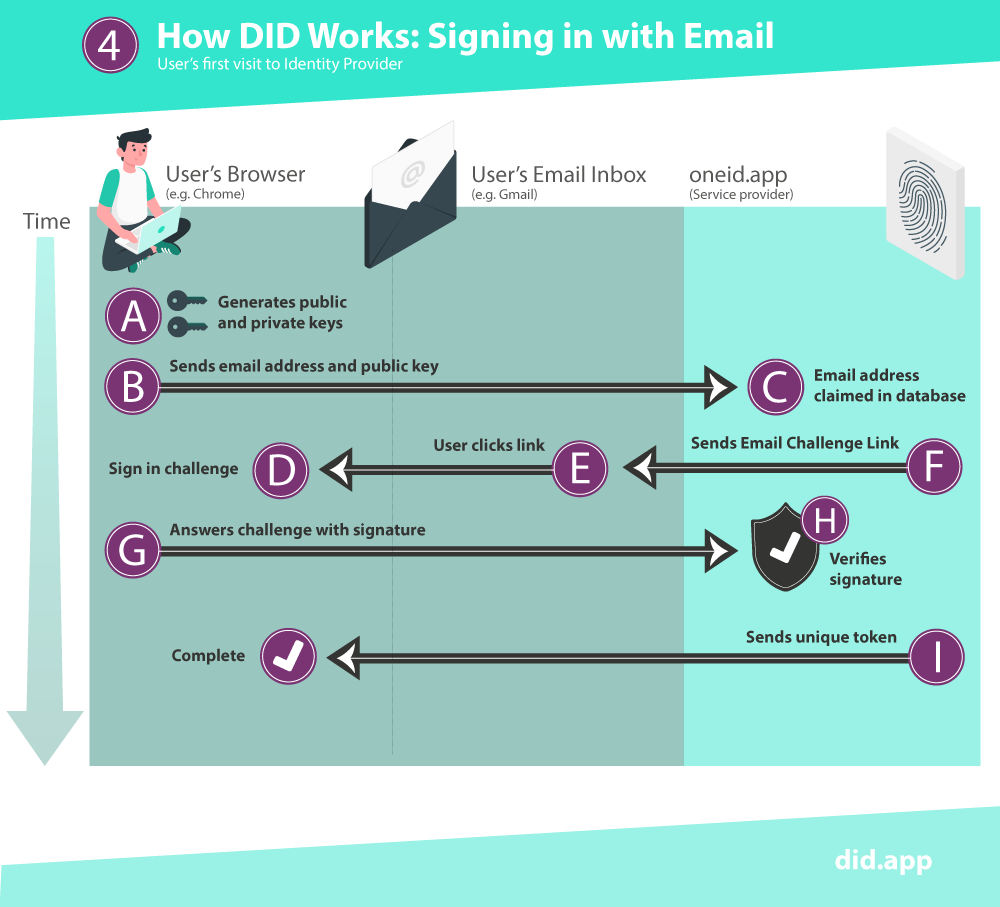 4
How DID Works: Signing in with Email
User's first visit to Identity Provider
@
User's Browser
(e.g. Chrome)
User's Email Inbox
(e.g. Gmail)
oneid.app
(Service provider)
Time
A
Generates public
and private keys
B
Sends email address and public key
C
Email address
claimed in database
Sign in challenge
D
User clicks link
E
Sends Email Challenge Link
F
G
Answers challenge with signature
H
Verifies
signature
Complete
Sends unique token
I
did.app